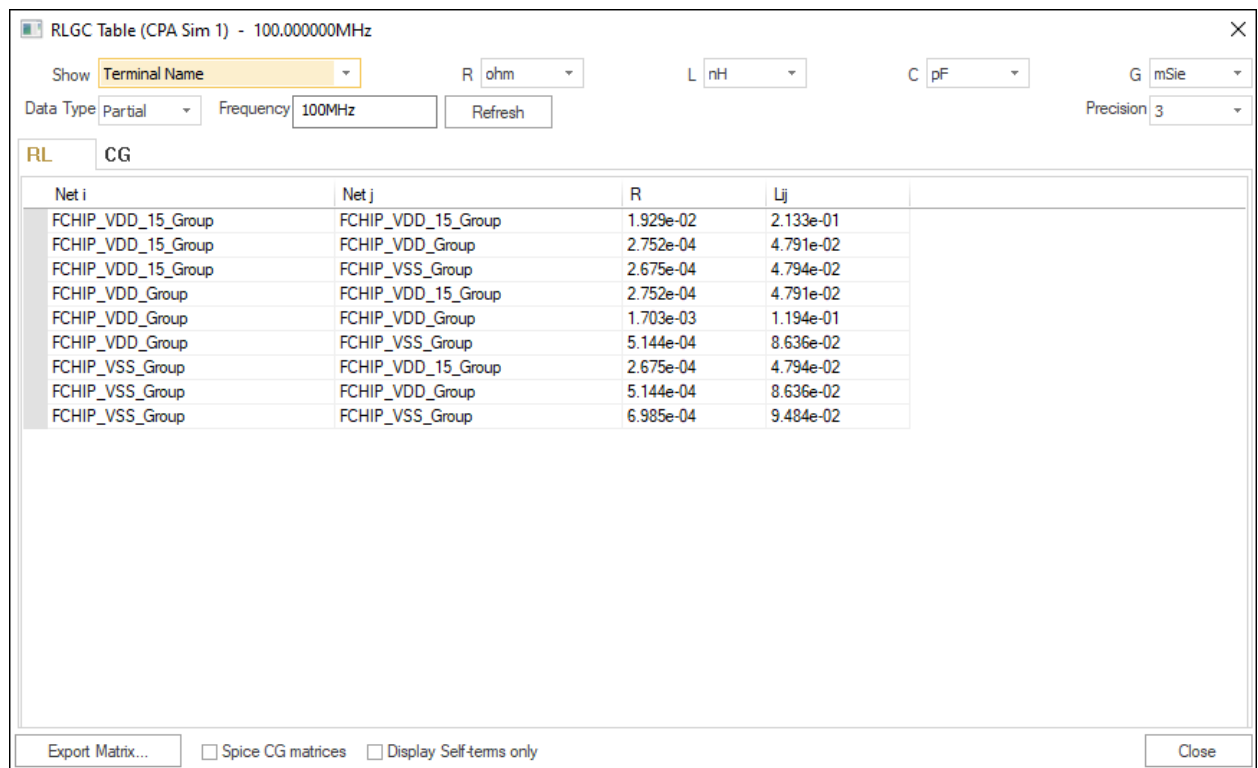 RLGC Table (CPA Sim 1) - 100.000000MHz
Show Terminal Name R ohm L nH C pF G mSie
Data Type Partial Frequency 100MHz Refresh Precision 3
RL CG
Net i Net j R Lij
FCHIP_VDD_15_Group FCHIP_VDD_15_Group 1.929e-02 2.133e-01
FCHIP_VDD_15_Group FCHIP_VDD_Group 2.752e-04 4.791e-02
FCHIP_VDD_15_Group FCHIP_VSS_Group 2.675e-04 4.794e-02
FCHIP_VDD_Group FCHIP_VDD_15_Group 2.752e-04 4.791e-02
FCHIP_VDD_Group FCHIP_VDD_Group 1.703e-03 1.194e-01
FCHIP_VDD_Group FCHIP_VSS_Group 5.144e-04 8.636e-02
FCHIP_VSS_Group FCHIP_VDD_15_Group 2.675e-04 4.794e-02
FCHIP_VSS_Group FCHIP_VDD_Group 5.144e-04 8.636e-02
FCHIP_VSS_Group FCHIP_VSS_Group 6.985e-04 9.484e-02
Export Matrix... Spice CG matrices Display Self-terms only Close